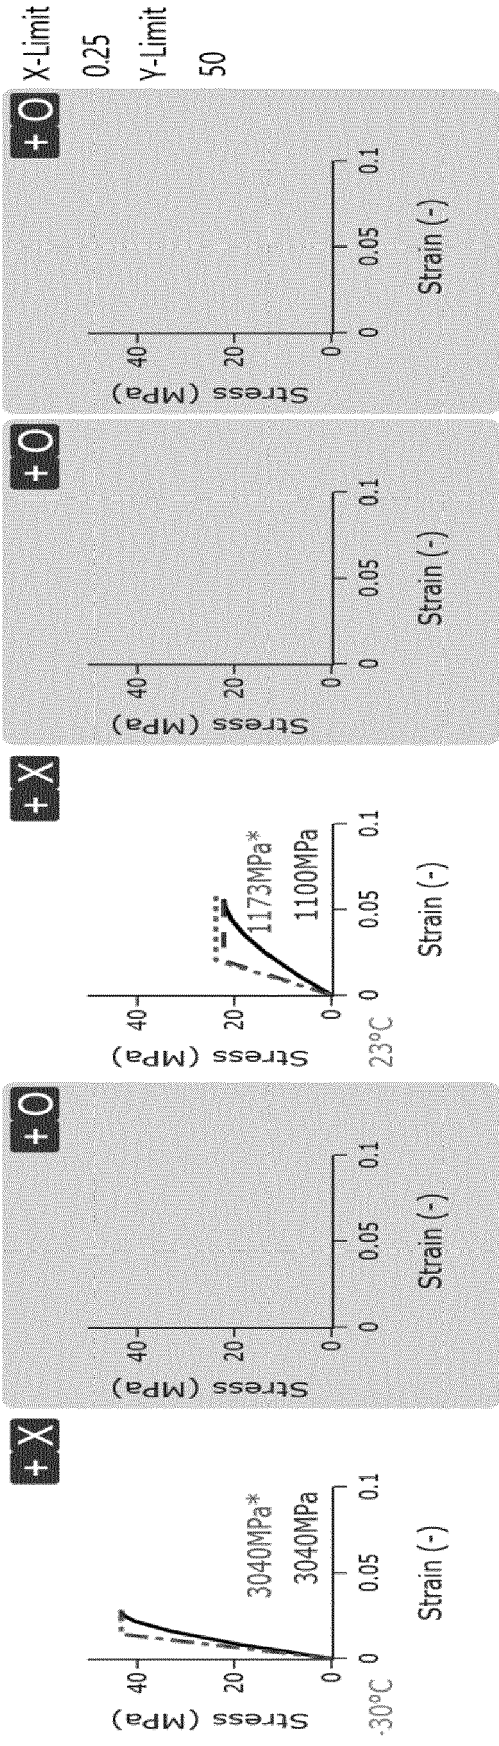 + X
Stress (MPa)
40
20
0
0
0.05
0.1
3040MPa*
3040MPa
Strain (-)
-30°C
+ O
Stress (MPa)
40
20
0
0
0.05
0.1
Strain (-)
+ X
Stress (MPa)
40
20
0
0
0.05
0.1
1173MPa*
1100MPa
Strain (-)
23°C
+ O
Stress (MPa)
40
20
0
0
0.05
0.1
Strain (-)
+ O
Stress (MPa)
40
20
0
0
0.05
0.1
Strain (-)
X-Limit
0.25
Y-Limit
50